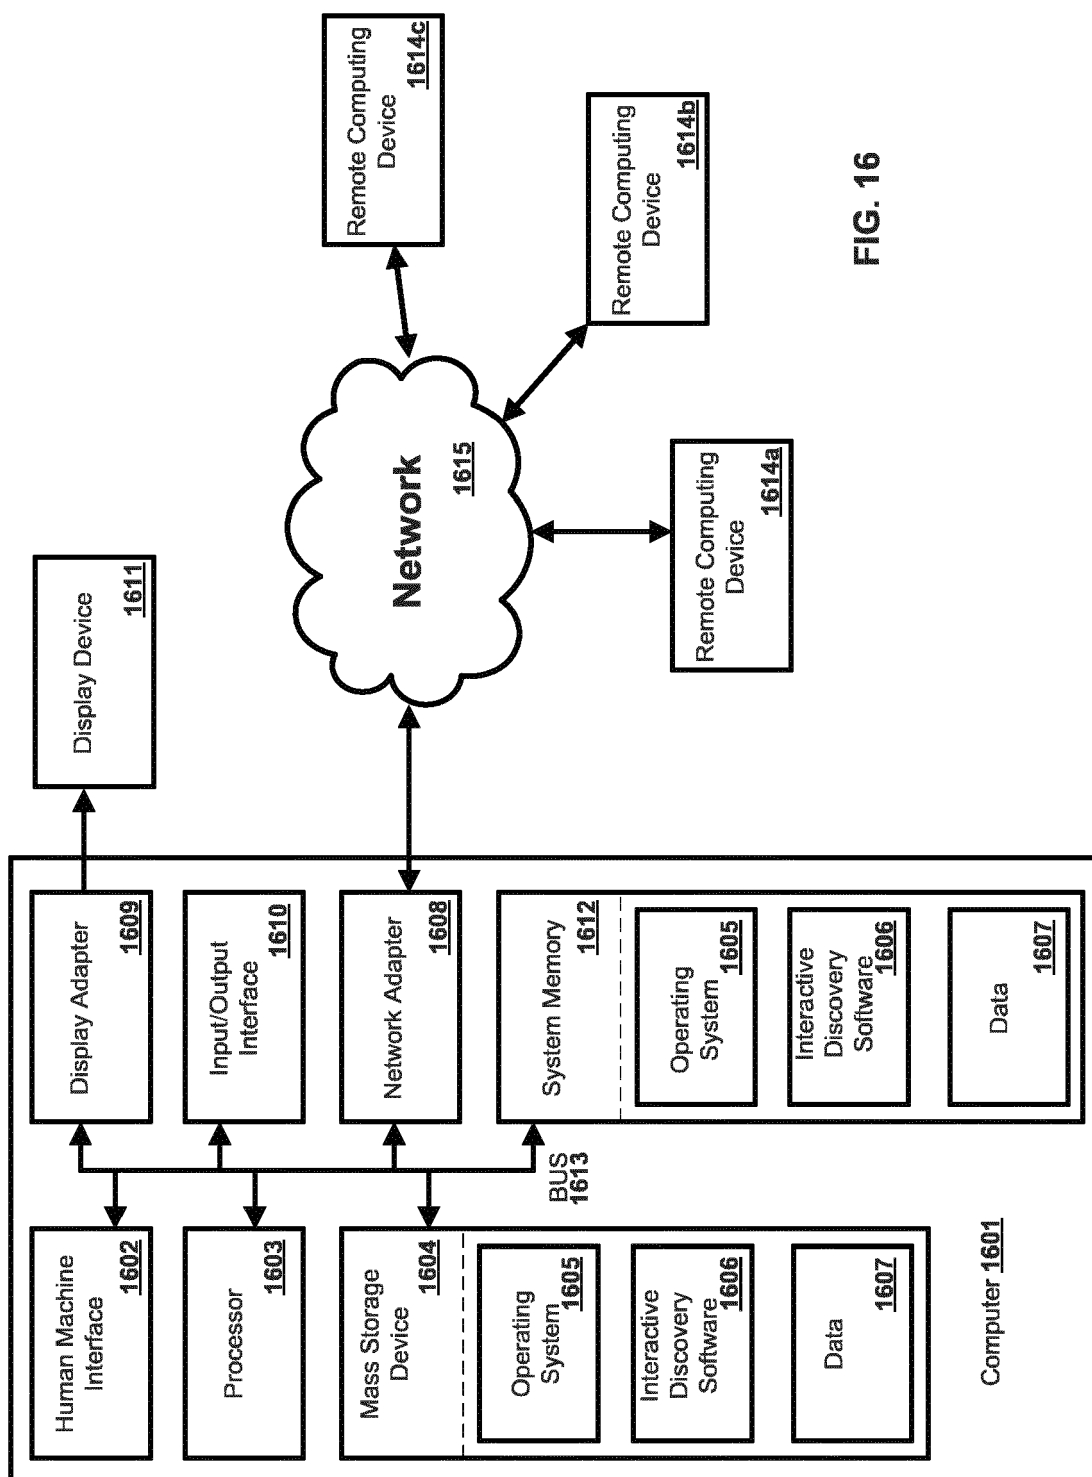 Human Machine
Interface
1602
Processor
1603
Mass Storage
Device
1604
Operating
System
1605
Interactive
Discovery
Software
1606
Data
1607
Computer 1601
BUS
1613
Display Adapter
1609
Input/Output
Interface
1610
Network Adapter
1608
System Memory
1612
Operating
System
1605
Interactive
Discovery
Software
1606
Data
1607
Display Device
1611
Network
1615
Remote Computing
Device
1614a
Remote Computing
Device
1614b
Remote Computing
Device
1614c
FIG. 16